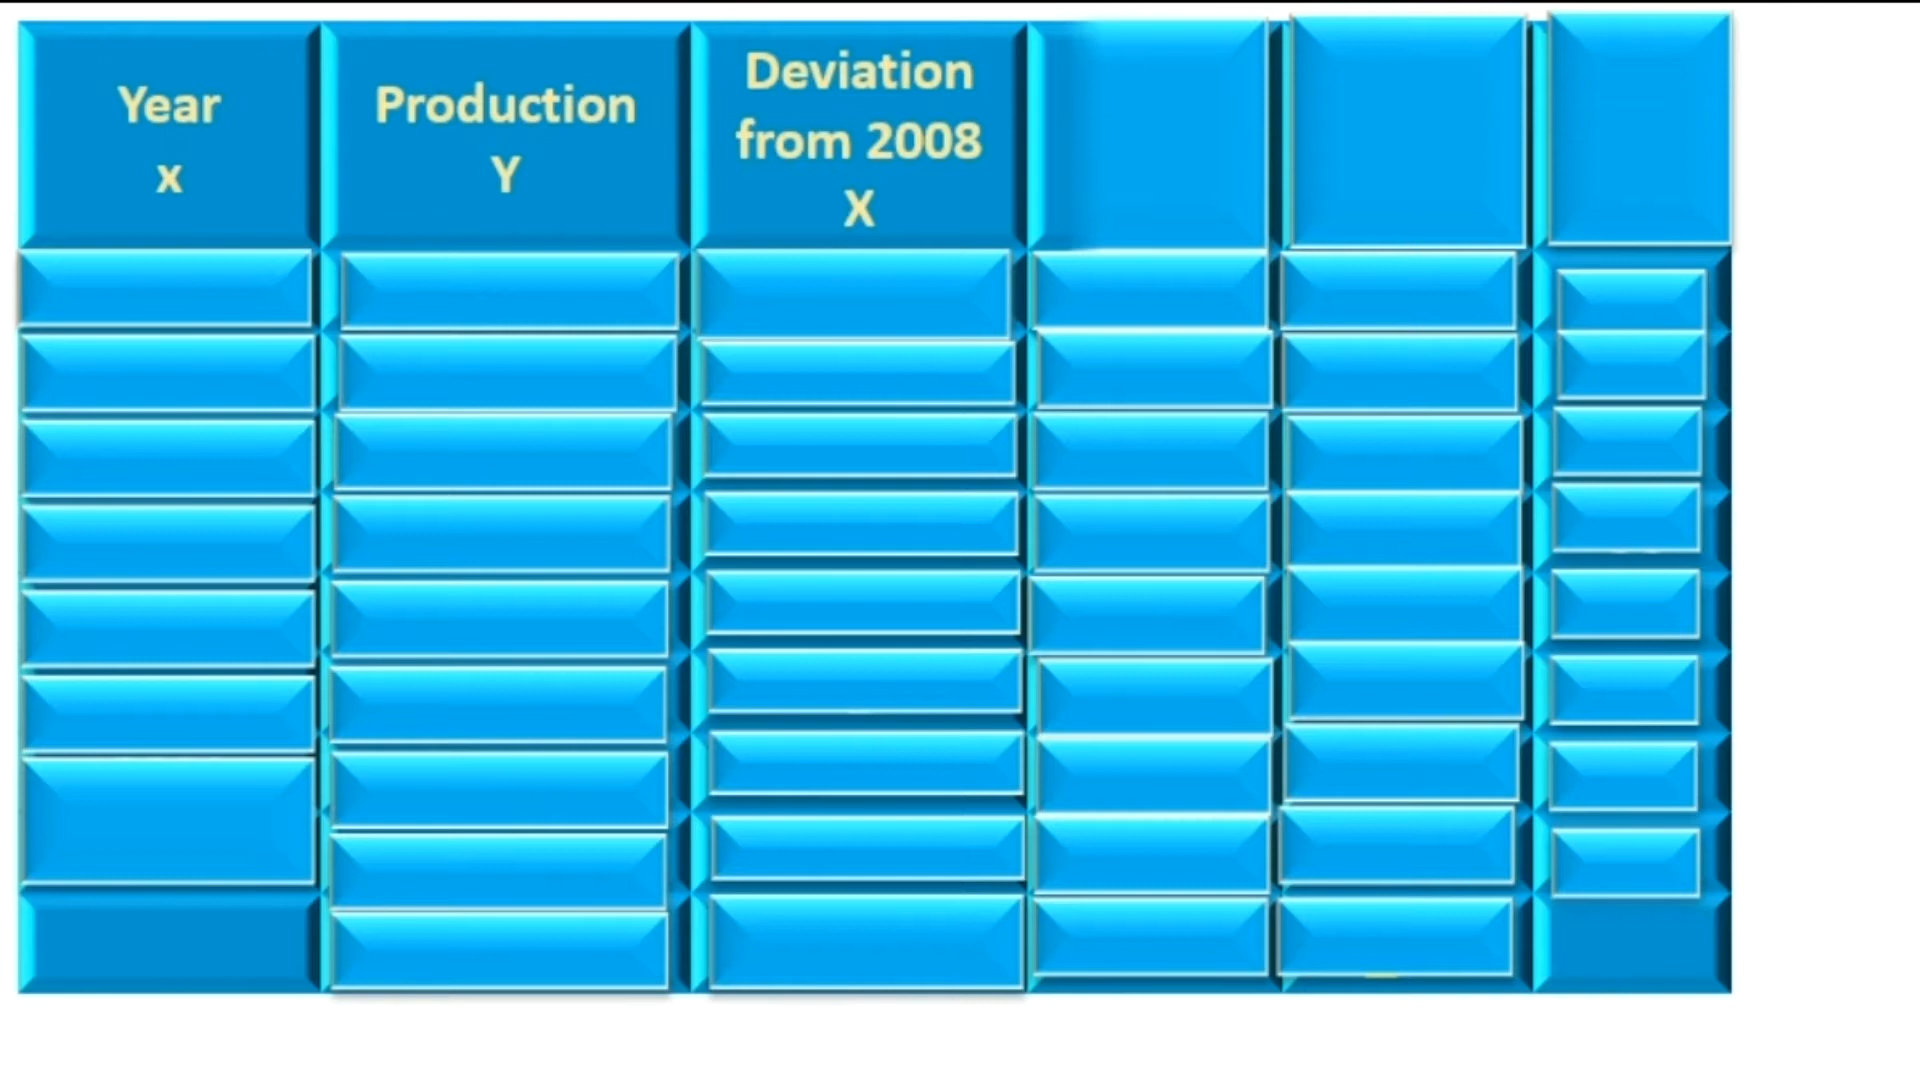 Year
x
Production
Y
Deviation
from 2008
X